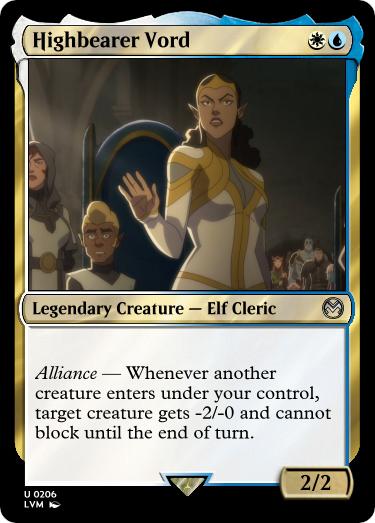 Highbearer Vord
Legendary Creature — Elf Cleric
Alliance — Whenever another
creature enters under your control,
target creature gets -2/-0 and cannot
block until the end of turn.
2/2
U 0206
LVM